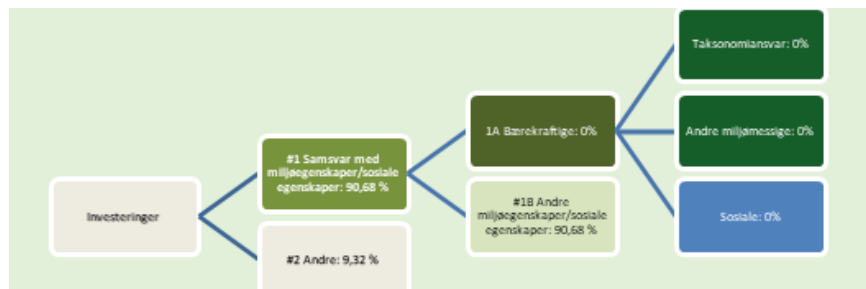 Investeringer
#1 Samsvar med
miljøegenskaper/sosiale
egenskaper: 90,68 %
#2 Andre: 9,32 %
1A Bærekraftige: 0%
#1B Andre
miljøegenskaper/sosiale
egenskaper: 90,68 %
Taksonomiansvar: 0%
Andre miljømessige: 0%
Sosiale: 0%